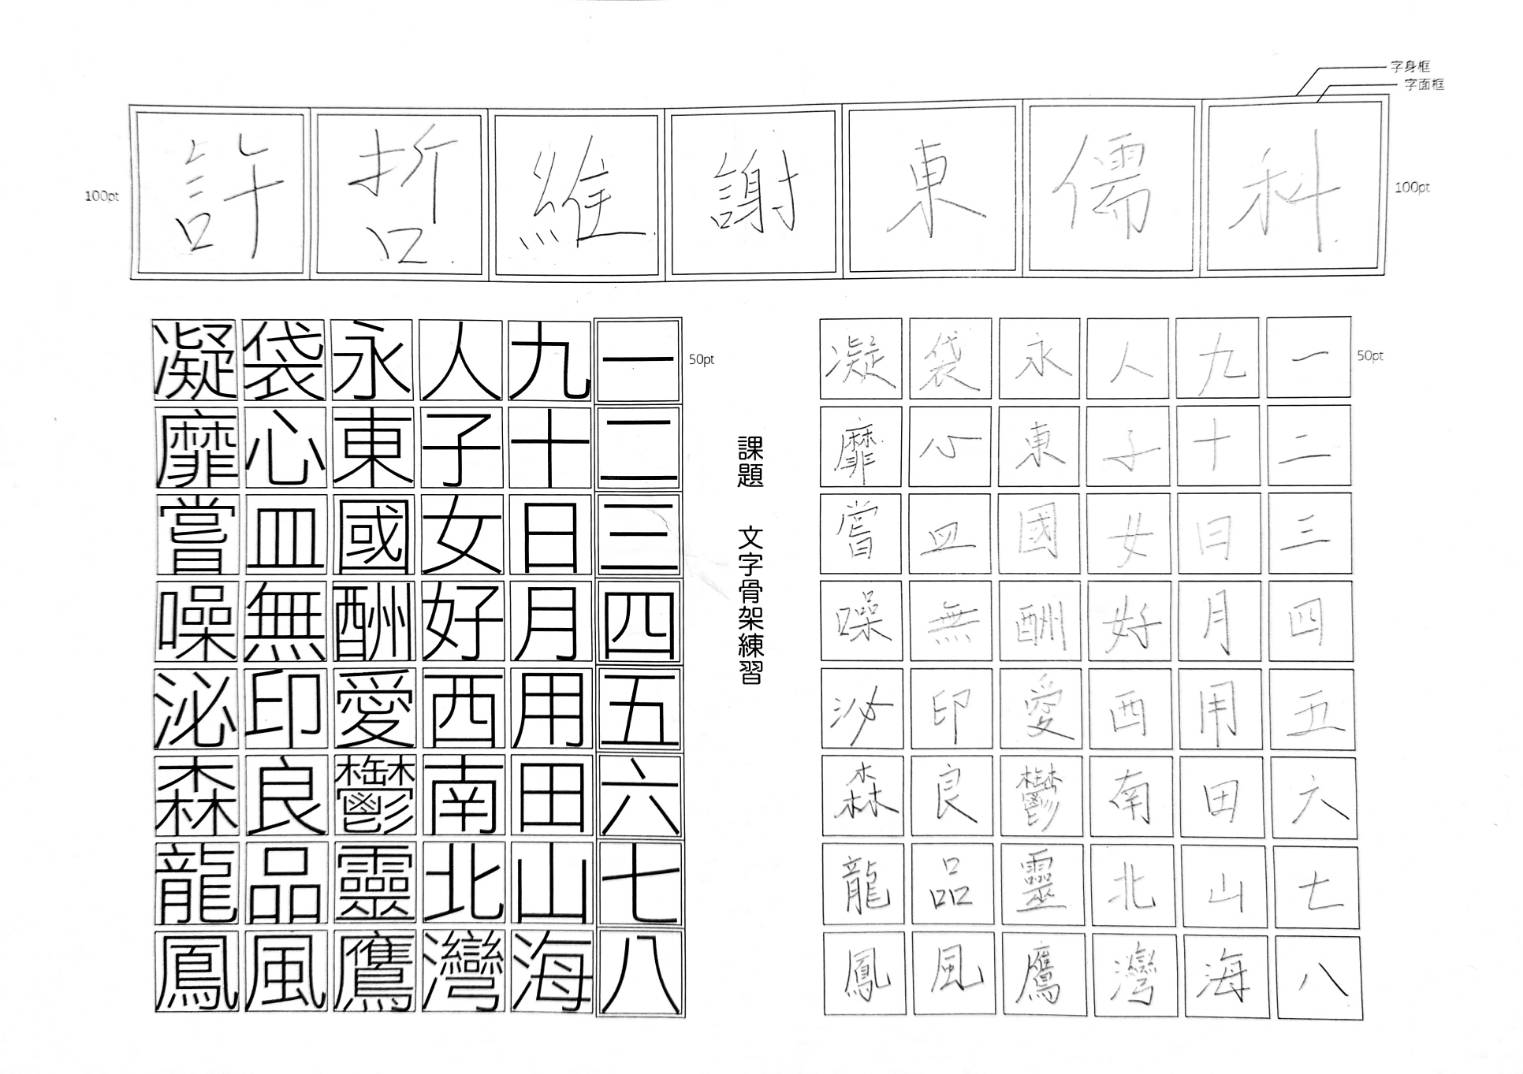 字身框
字面框
100pt
許哲維謝東儒科
100pt
50pt
一二三四五六七八
九十日月用田山海
人子女好西南北灣
永東國酬愛鬱靈鷹
袋心皿無印良品風
凝靡嘗噪泌森龍鳳
課題 文字骨架練習
50pt
一二三四五六七八
九十日月用田山海
人子女好西南北灣
永東國酬愛鬱靈鷹
袋心皿無印良品風
凝靡嘗噪泌森龍鳳